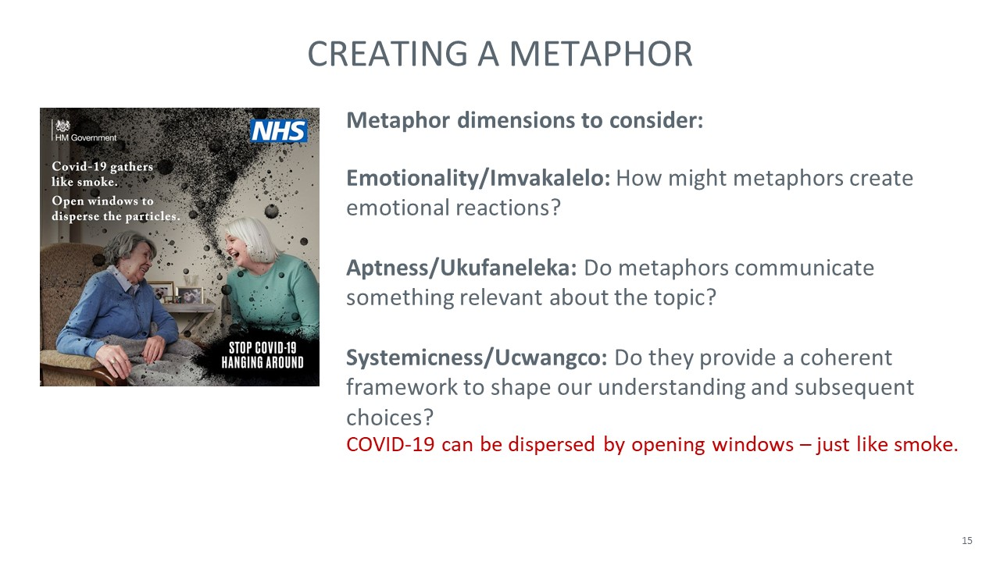 CREATING A METAPHOR
HM Government
NHS
Covid-19 gathers
like smoke.
Open windows to
disperse the particles.
STOP COVID-19
HANGING AROUND
Metaphor dimensions to consider:
Emotionality/Imvakalelo: How might metaphors create
emotional reactions?
Aptness/Ukufaneleka: Do metaphors communicate
something relevant about the topic?
Systemicness/Ucwangco: Do they provide a coherent
framework to shape our understanding and subsequent
choices?
COVID-19 can be dispersed by opening windows – just like smoke.
15